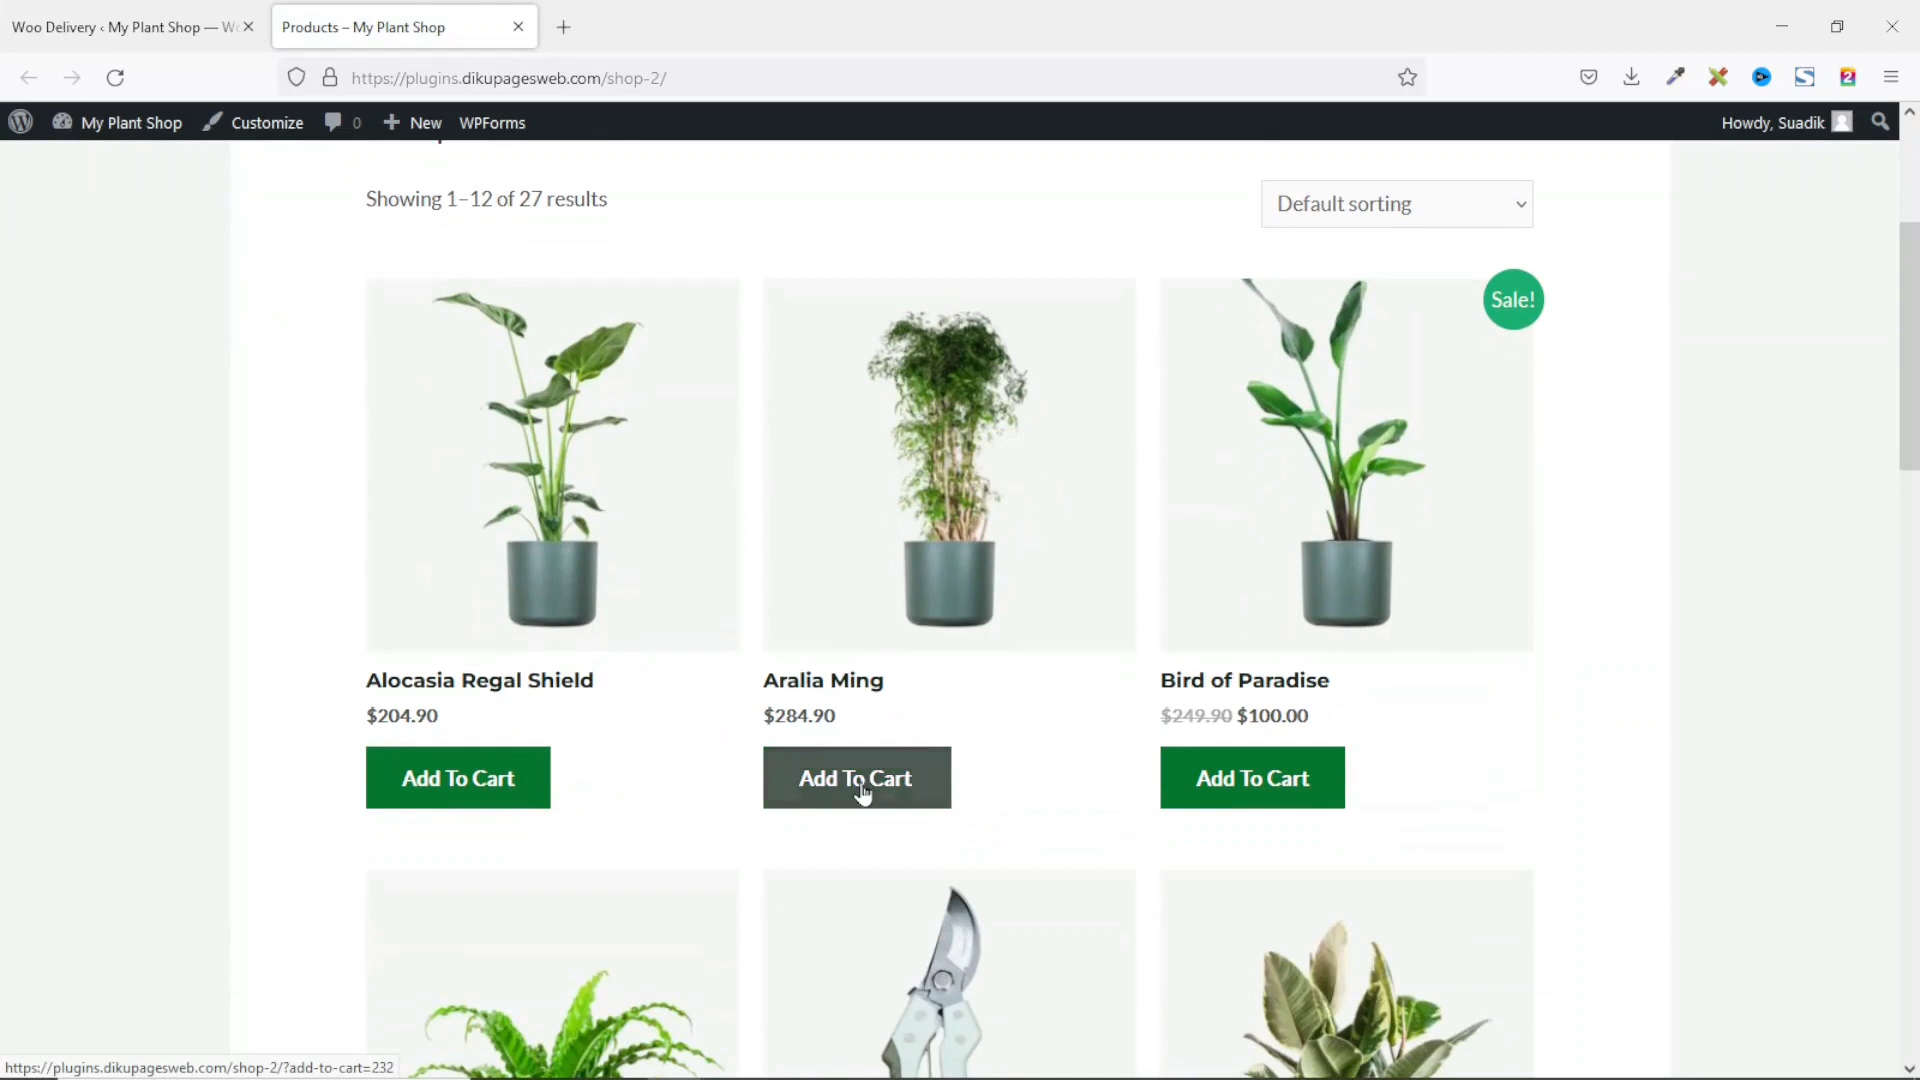 Woo Delivery ‹ My Plant Shop — W
Products – My Plant Shop
https://plugins.dikupagesweb.com/shop-2/
My Plant Shop
Customize
0
New
WPForms
Howdy, Suadik
Showing 1–12 of 27 results
Default sorting
Sale!
Alocasia Regal Shield
$204.90
Add To Cart
Aralia Ming
$284.90
Add To Cart
Bird of Paradise
$249.90 $100.00
Add To Cart
https://plugins.dikupagesweb.com/shop-2/?add-to-cart=232